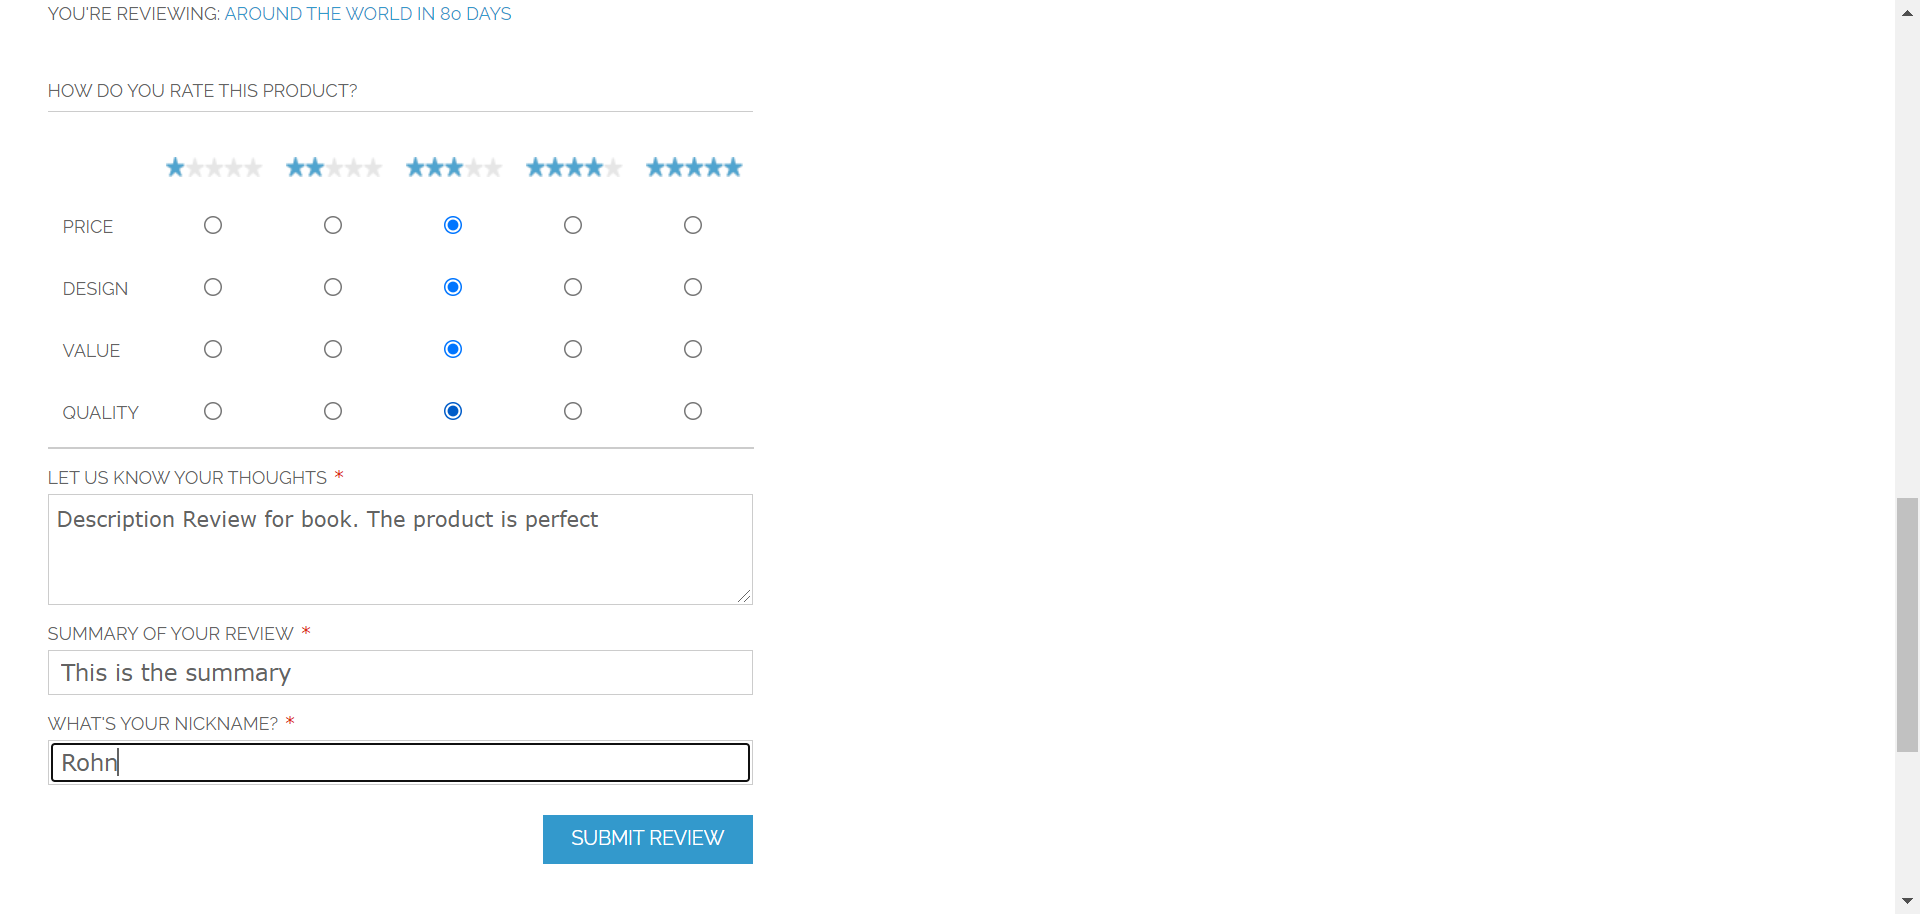 YOU'RE REVIEWING: AROUND THE WORLD IN 80 DAYS
HOW DO YOU RATE THIS PRODUCT?
PRICE
DESIGN
VALUE
QUALITY
LET US KNOW YOUR THOUGHTS *
Description Review for book. The product is perfect
SUMMARY OF YOUR REVIEW *
This is the summary
WHAT'S YOUR NICKNAME? *
Rohn
SUBMIT REVIEW